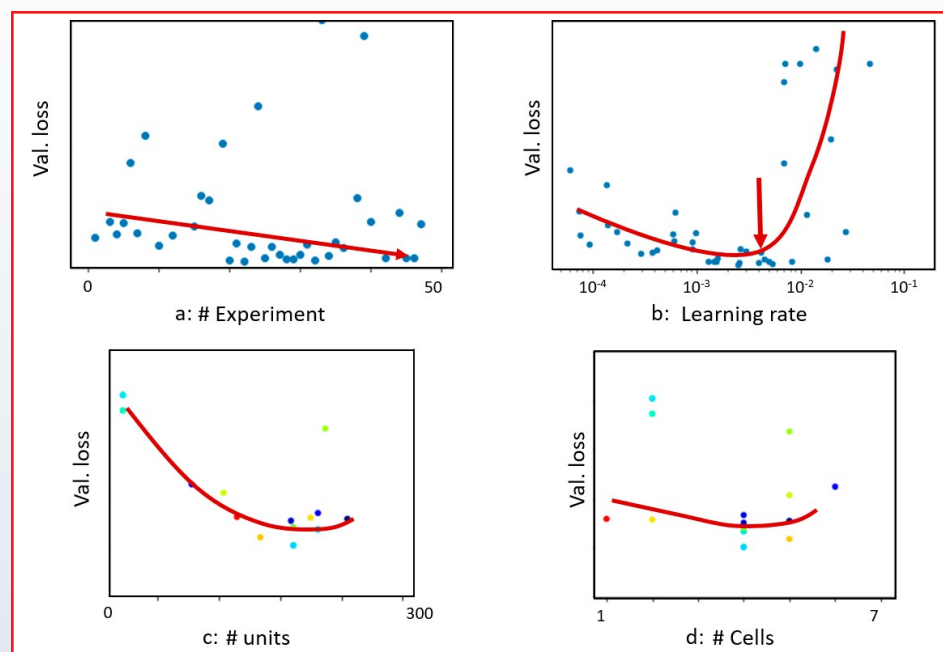 Val. loss
0
50
a: # Experiment
Val. loss
10⁻⁴
10⁻³
10⁻²
10⁻¹
b: Learning rate
Val. loss
0
300
c: # units
Val. loss
1
7
d: # Cells